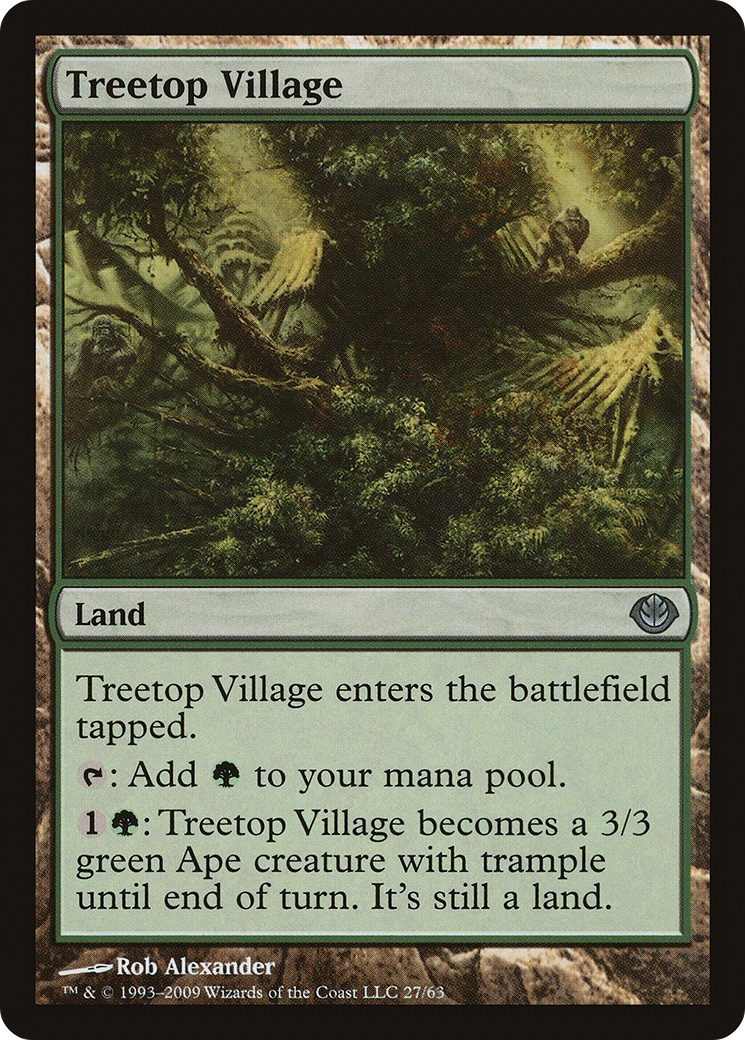 Treetop Village
Land
Treetop Village enters the battlefield
tapped.
: Add to your mana pool.
1 : Treetop Village becomes a 3/3
green Ape creature with trample
until end of turn. It's still a land.
Rob Alexander
™ & © 1993–2009 Wizards of the Coast LLC 27/63